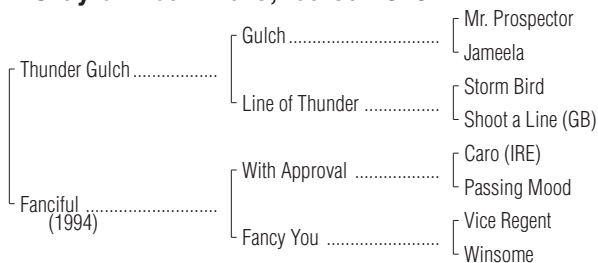 Mr. Prospector
Gulch
Jameela
Thunder Gulch
Storm Bird
Line of Thunder
Shoot a Line (GB)
Caro (IRE)
With Approval
Passing Mood
Fanciful
(1994)
Vice Regent
Fancy You
Winsome